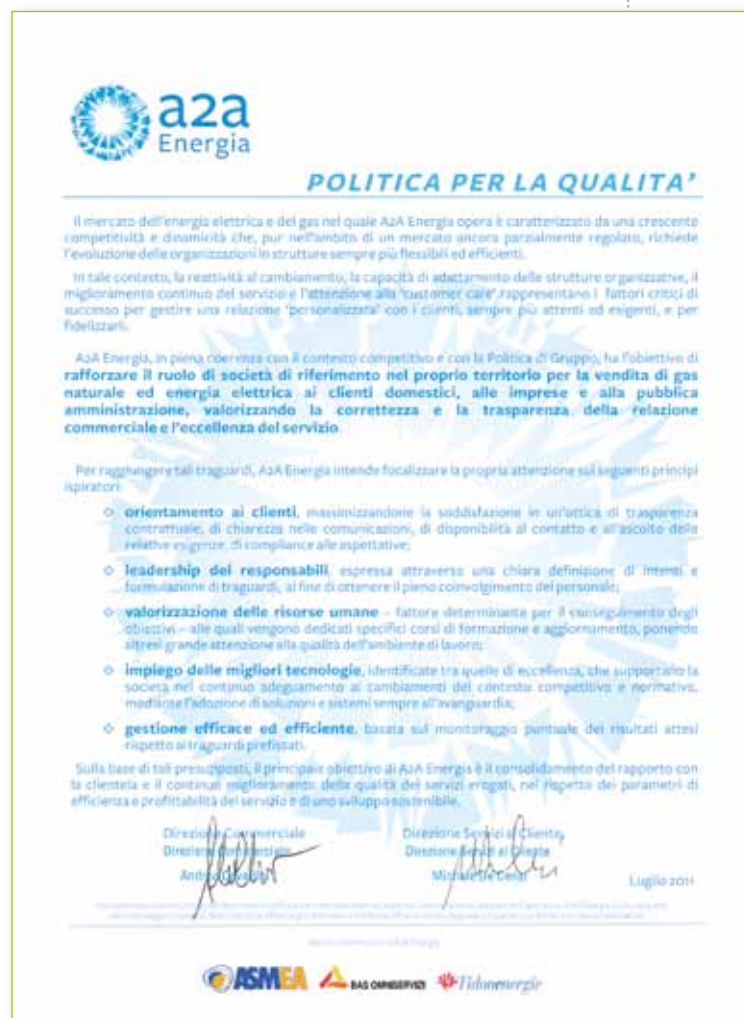 a2a
Energia
POLITICA PER LA QUALITA'
Il mercato dell'energia elettrica e del gas nel quale A2A Energia opera è caratterizzato da una crescente
competitività e dinamicità che, pur nell'ambito di un mercato ancora parzialmente regolato, richiede
l'evoluzione delle organizzazioni in strutture sempre più flessibili ed efficienti.
In tale contesto, la reattività al cambiamento, la capacità di adattamento delle strutture organizzative, il
miglioramento continuo del servizio e l'attenzione alla 'customer care' rappresentano i fattori critici di
successo per gestire una relazione 'personalizzata' con i clienti, sempre più attenti ed esigenti, e per
fidelizzarli.
A2A Energia, in piena coerenza con il contesto competitivo e con la Politica di Gruppo, ha l'obiettivo di
rafforzare il ruolo di società di riferimento nel proprio territorio per la vendita di gas
naturale ed energia elettrica ai clienti domestici, alle imprese e alla pubblica
amministrazione, valorizzando la correttezza e la trasparenza della relazione
commerciale e l'eccellenza del servizio
Per raggiungere tali traguardi, A2A Energia intende focalizzare la propria attenzione sui seguenti principi
ispiratori:
◇ orientamento ai clienti, massimizzandone la soddisfazione in un'ottica di trasparenza
contrattuale, di chiarezza nelle comunicazioni, di disponibilità al contatto e all'ascolto delle
relative esigenze, di compliance alle aspettative;
◇ leadership dei responsabili, espressa attraverso una chiara definizione di intenti e
formulazione di traguardi, al fine di ottenere il pieno coinvolgimento del personale;
◇ valorizzazione delle risorse umane – fattore determinante per il conseguimento degli
obiettivi – alle quali vengono dedicati specifici corsi di formazione e aggiornamento, ponendo
altresì grande attenzione alla qualità dell'ambiente di lavoro;
◇ impiego delle migliori tecnologie, identificate tra quelle di eccellenza, che supportano la
società nel continuo adeguamento ai cambiamenti del contesto competitivo e normativo,
mediante l'adozione di soluzioni e sistemi sempre all'avanguardia;
◇ gestione efficace ed efficiente, basata sul monitoraggio puntuale dei risultati attesi
rispetto ai traguardi prefissati.
Sulla base di tali presupposti, il principale obiettivo di A2A Energia è il consolidamento del rapporto con
la clientela e il continuo miglioramento della qualità dei servizi erogati, nel rispetto dei parametri di
efficienza e profittabilità del servizio e di uno sviluppo sostenibile.
Direzione Commerciale Direzione Servizi al Cliente
Direzione Commerciale Direzione Servizi al Cliente
Luglio 2011
ASMEA BAS OMNISERVIZI Tidonenergie